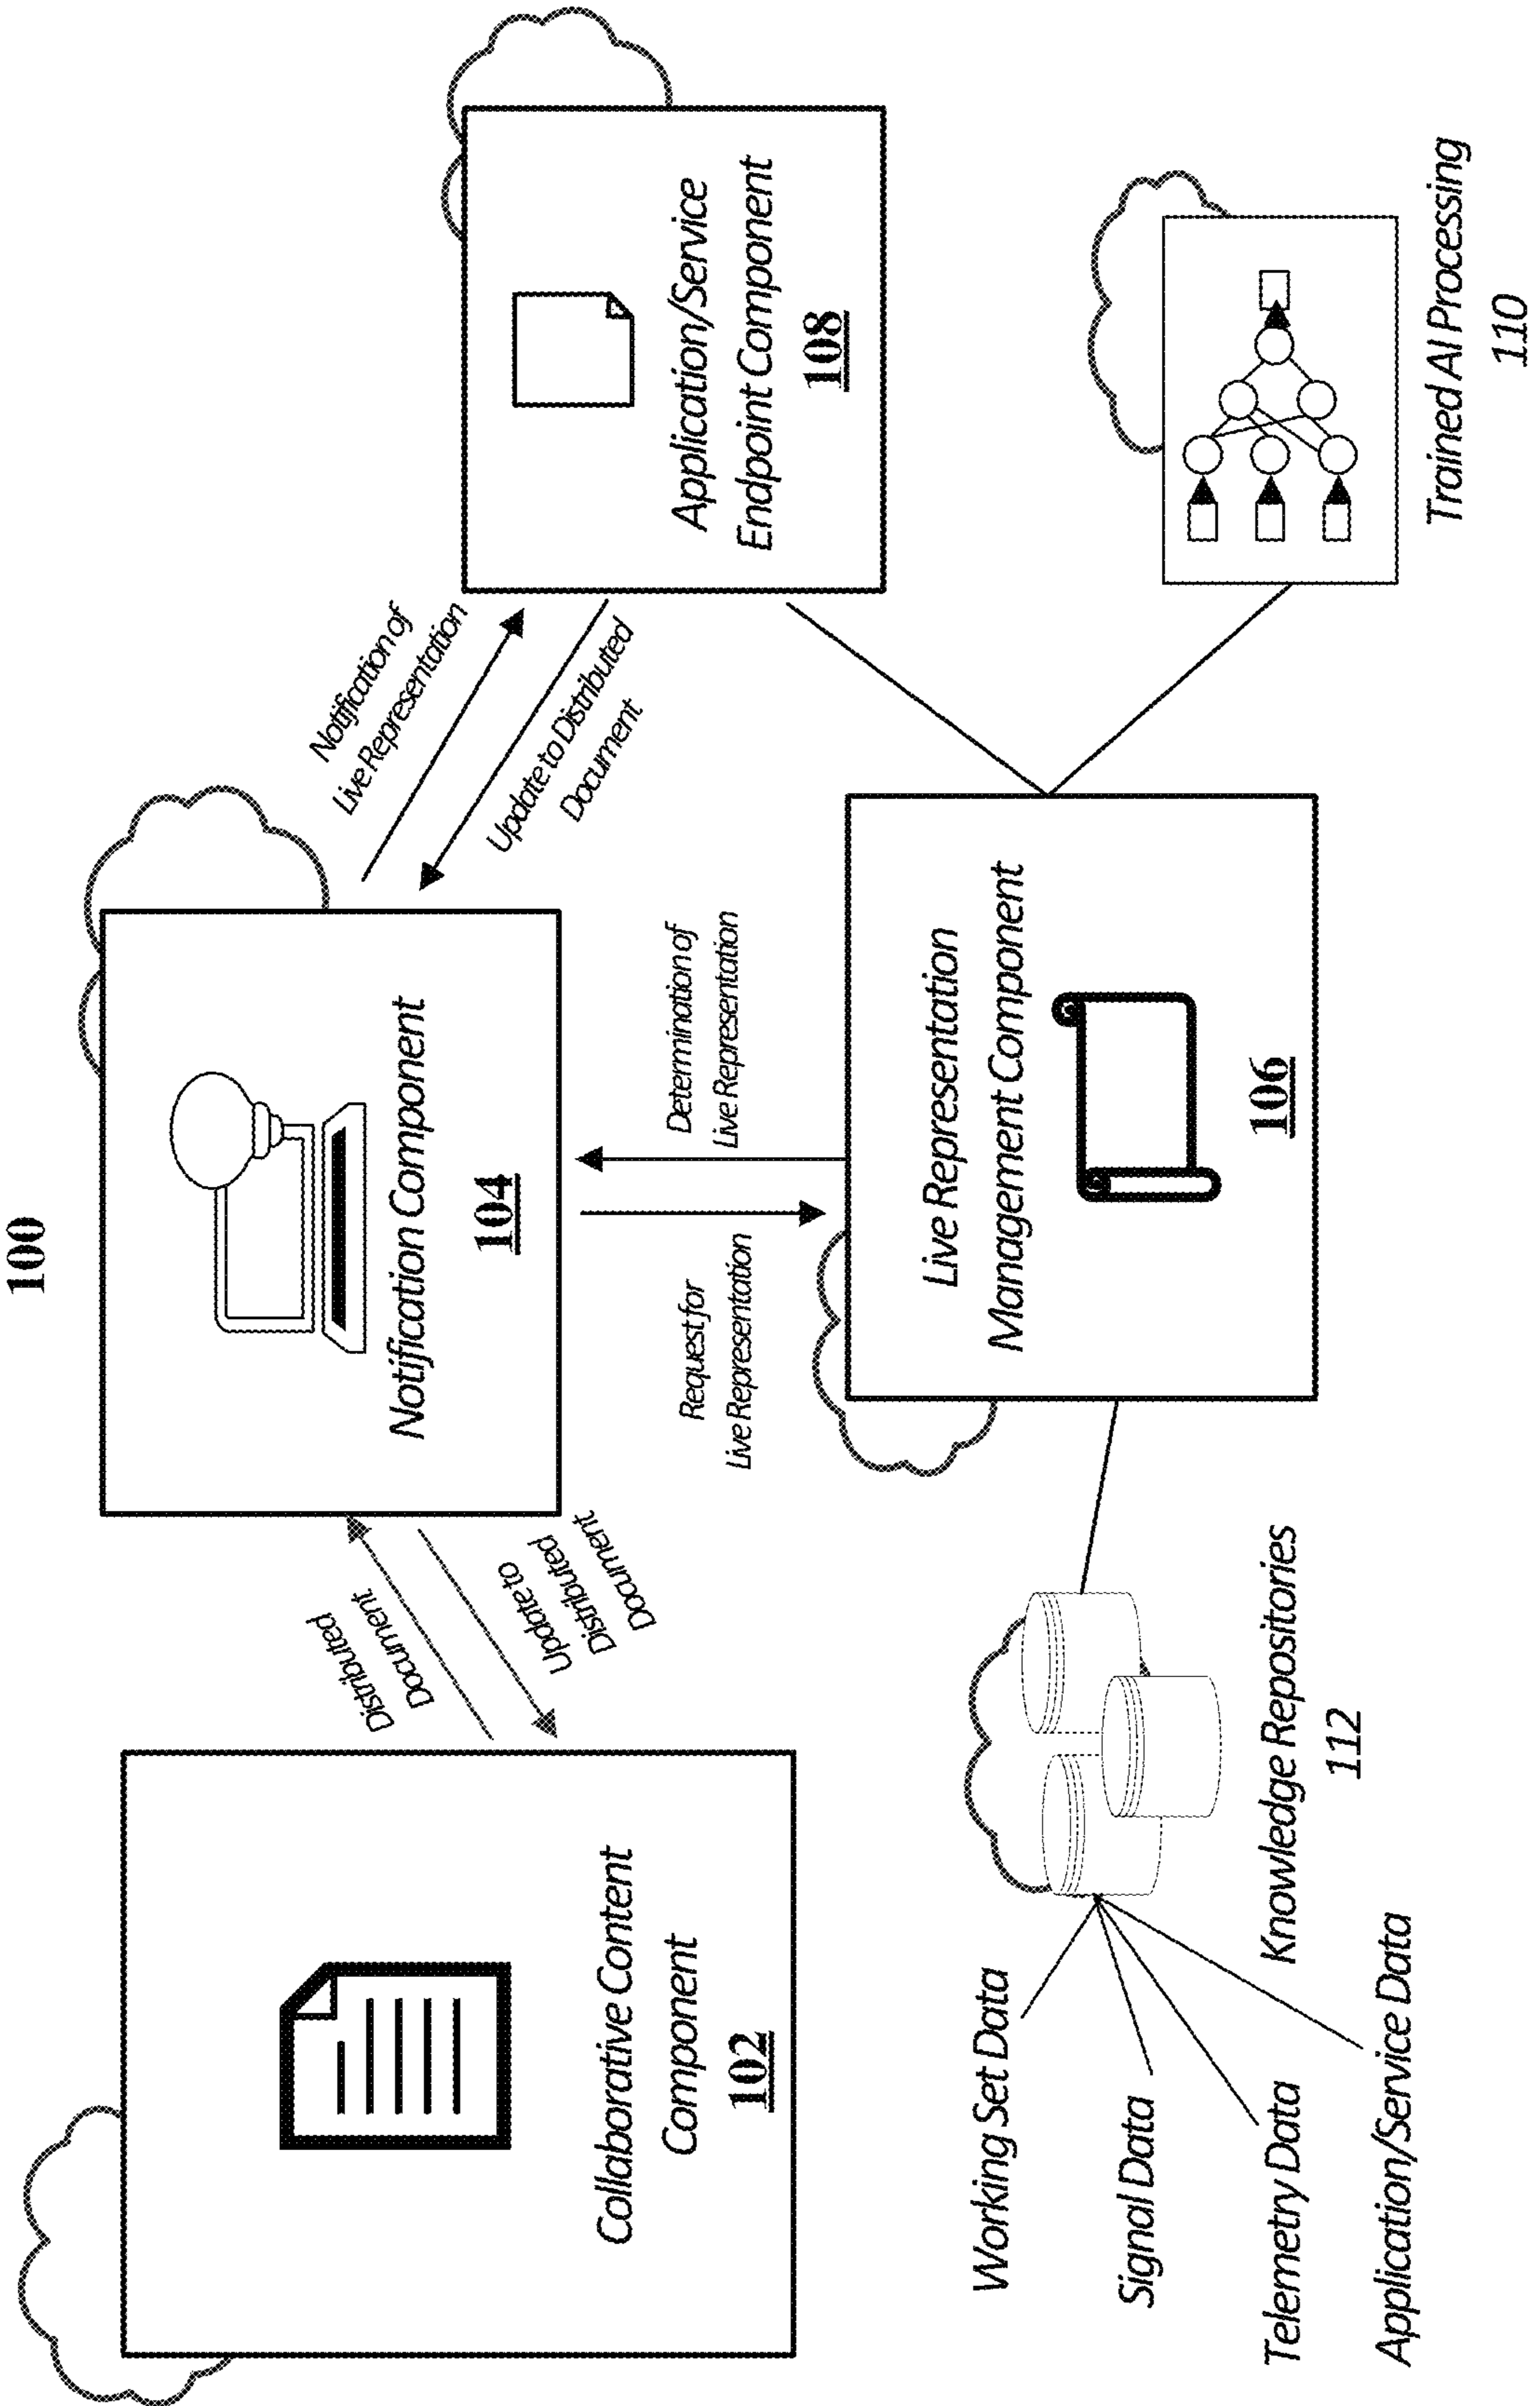 100
Collaborative Content
Component
102
Distributed
Document
Update to
Distributed
Document
Notification Component
104
Notification of
Live Representation
Update to Distributed
Document
Application/Service
Endpoint Component
108
Request for
Live Representation
Determination of
Live Representation
Live Representation
Management Component
106
Working Set Data
Signal Data
Telemetry Data
Application/Service Data
Knowledge Repositories
112
Trained AI Processing
110